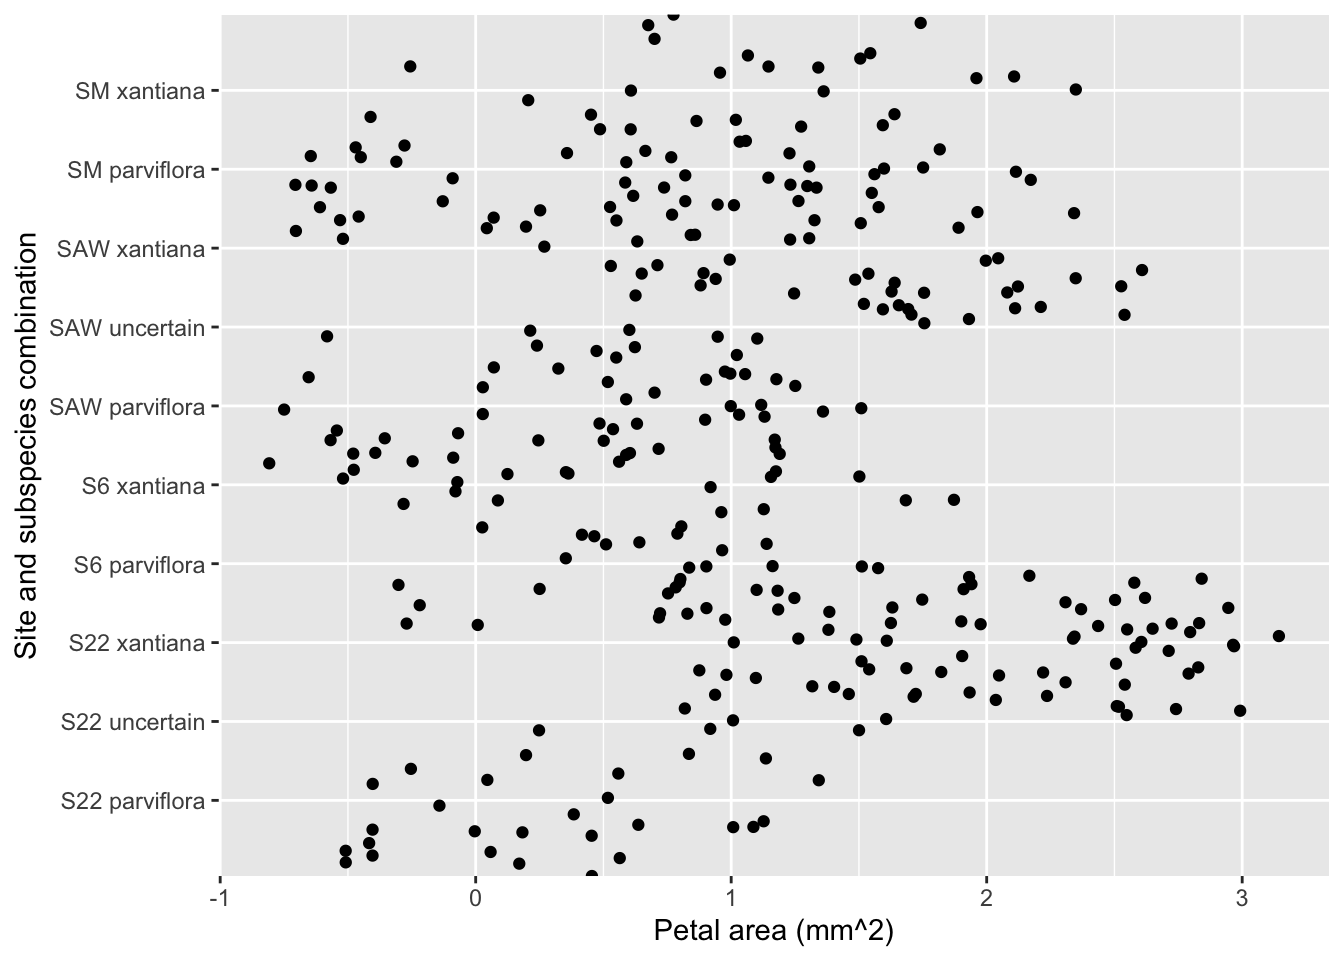 Site and subspecies combination
SM xantiana
SM parviflora
SAW xantiana
SAW uncertain
SAW parviflora
S6 xantiana
S6 parviflora
S22 xantiana
S22 uncertain
S22 parviflora
-1 0 1 2 3
Petal area (mm^2)